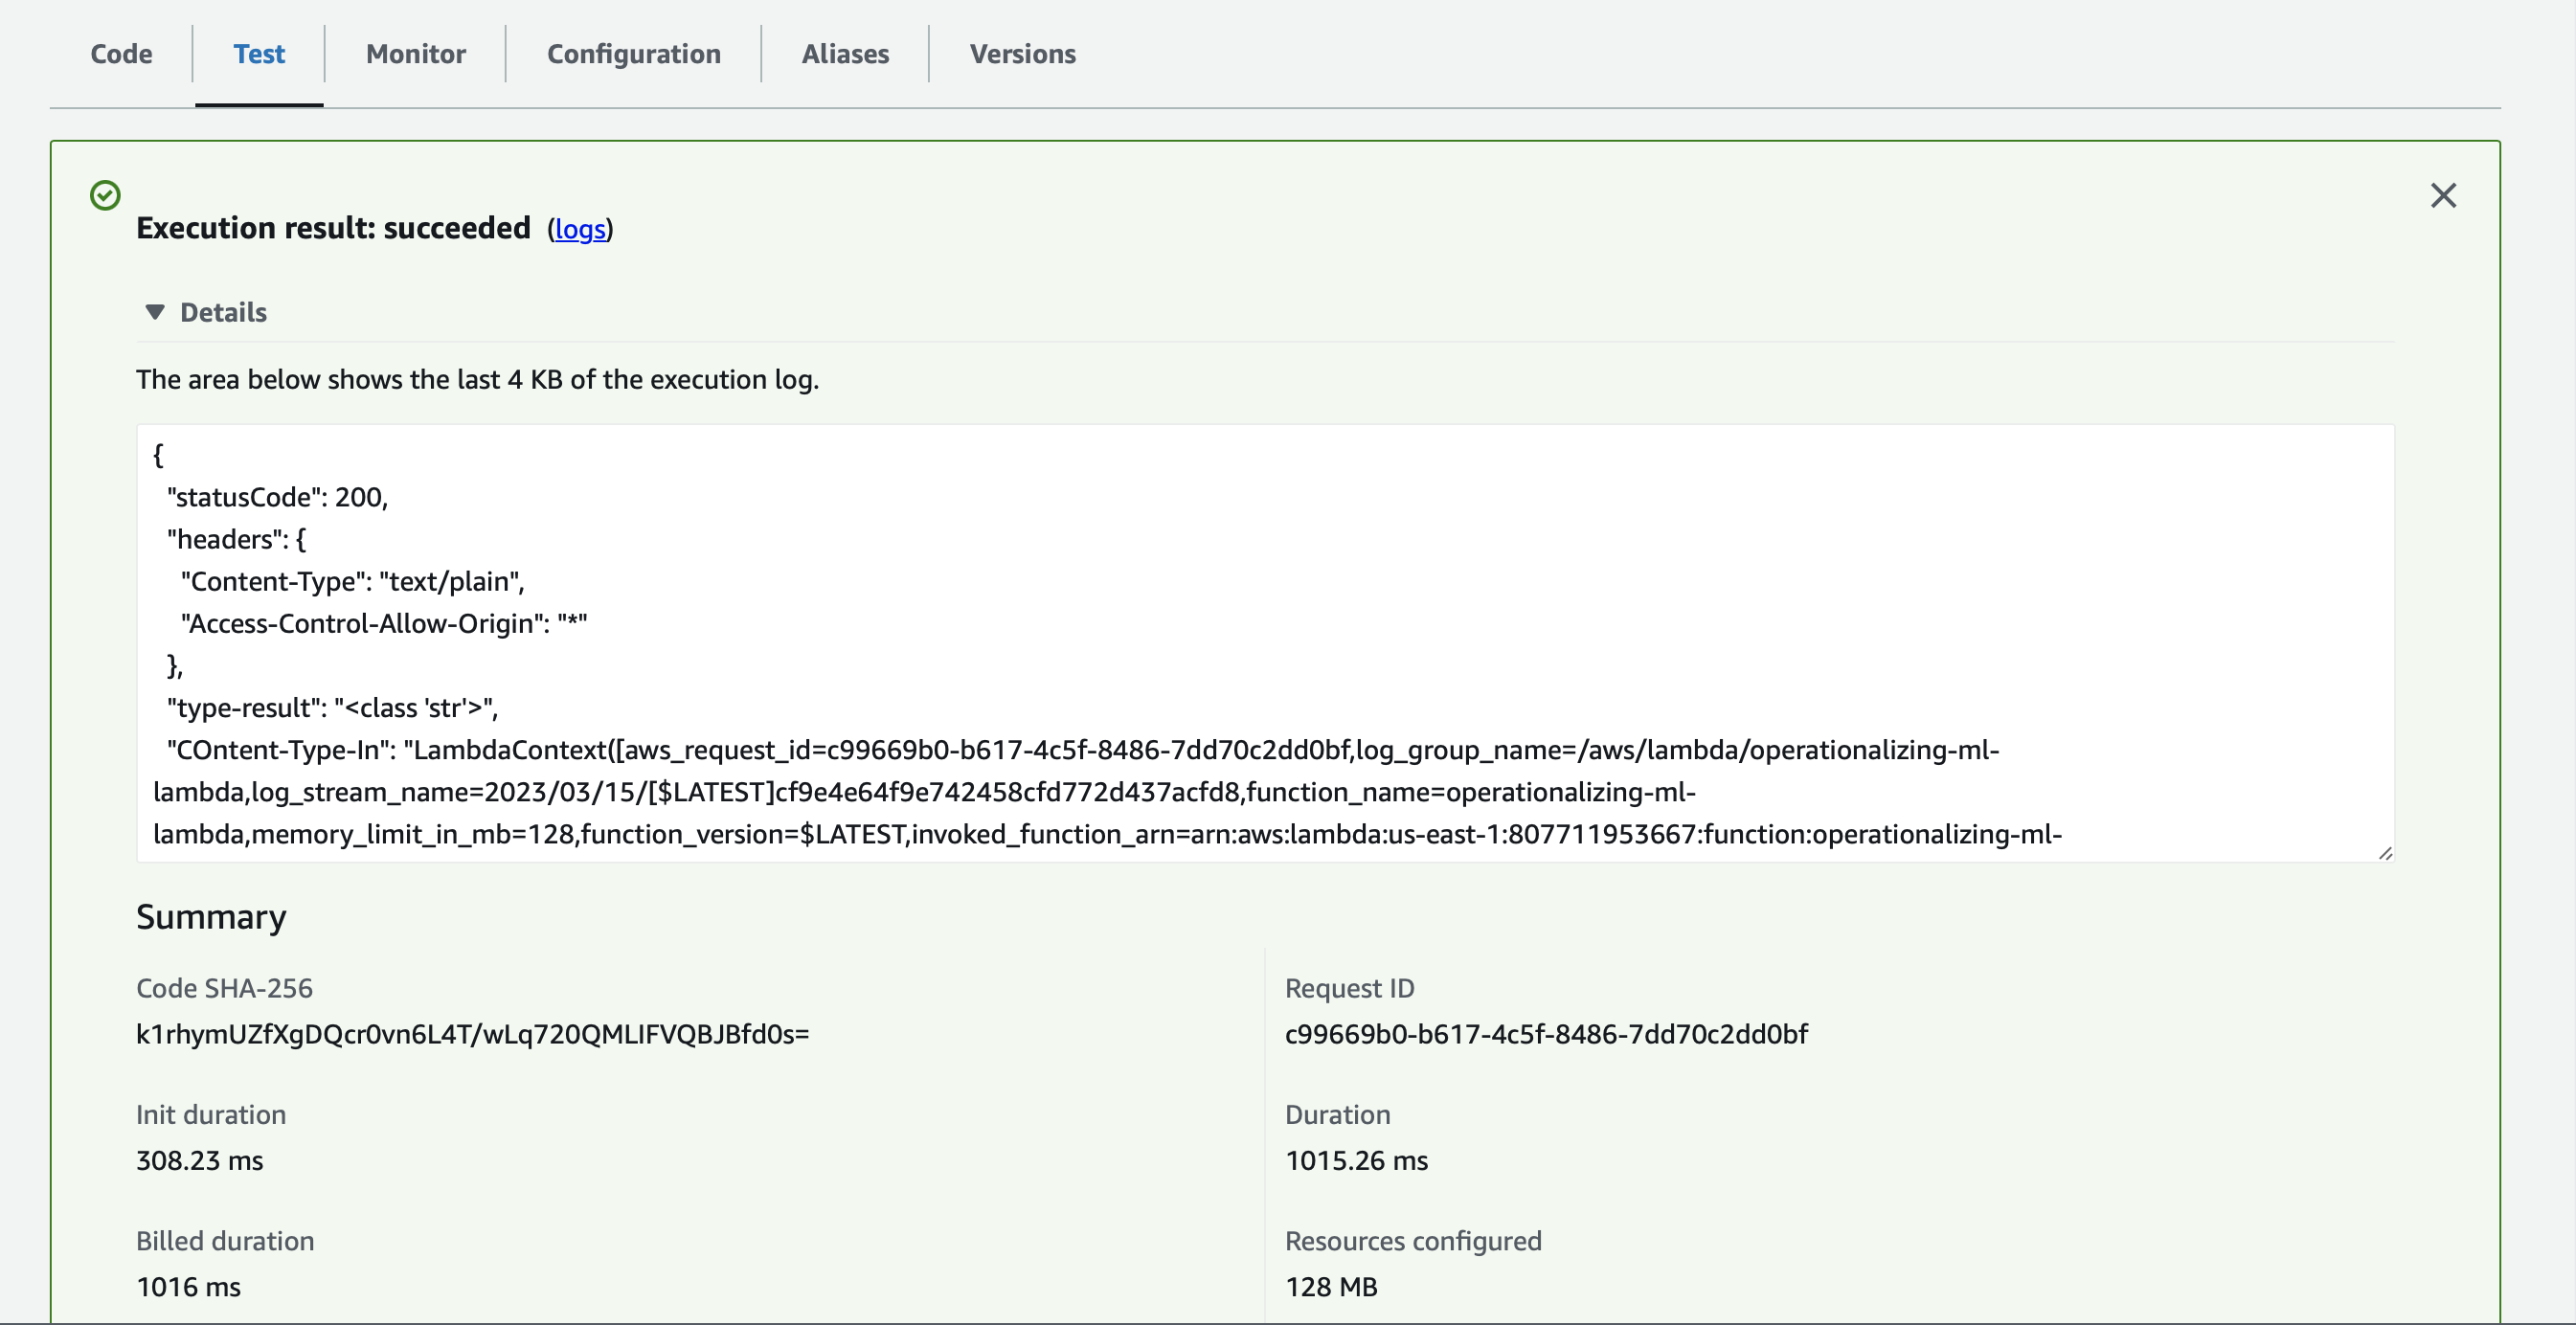 Code Test Monitor Configuration Aliases Versions
Execution result: succeeded (logs)
Details
The area below shows the last 4 KB of the execution log.
{
"statusCode": 200,
"headers": {
"Content-Type": "text/plain",
"Access-Control-Allow-Origin": "*"
},
"type-result": "<class 'str'>",
"COntent-Type-In": "LambdaContext([aws_request_id=c99669b0-b617-4c5f-8486-7dd70c2dd0bf,log_group_name=/aws/lambda/operationalizing-ml-
lambda,log_stream_name=2023/03/15/[$LATEST]cf9e4e64f9e742458cfd772d437acfd8,function_name=operationalizing-ml-
lambda,memory_limit_in_mb=128,function_version=$LATEST,invoked_function_arn=arn:aws:lambda:us-east-1:807711953667:function:operationalizing-ml-
Summary
Code SHA-256
k1rhymUZfXgDQcr0vn6L4T/wLq720QMLIFVQBJBfd0s=
Request ID
c99669b0-b617-4c5f-8486-7dd70c2dd0bf
Init duration
308.23 ms
Duration
1015.26 ms
Billed duration
1016 ms
Resources configured
128 MB